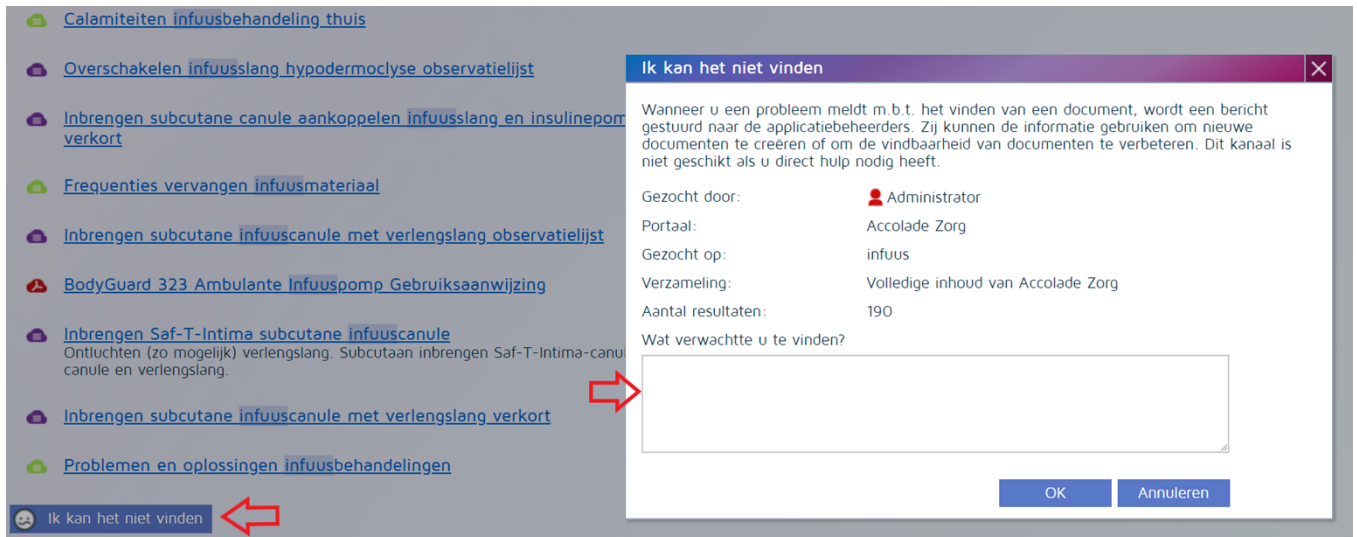 Calamiteiten infuusbehandeling thuis
Overschakelen infuusslang hypodermoclyse observatielijst
Inbrengen subcutane canule aankoppelen infuusslang en insulinepom
verkort
Frequenties vervangen infuusmateriaal
Inbrengen subcutane infuuscanule met verlengslang observatielijst
BodyGuard 323 Ambulante Infuuspomp Gebruiksaanwijzing
Inbrengen Saf-T-Intima subcutane infuuscanule
Ontluchten (zo mogelijk) verlengslang. Subcutaan inbrengen Saf-T-Intima-canu
canule en verlengslang.
Inbrengen subcutane infuuscanule met verlengslang verkort
Problemen en oplossingen infuusbehandelingen
Ik kan het niet vinden
Ik kan het niet vinden
Wanneer u een probleem meldt m.b.t. het vinden van een document, wordt een bericht
gestuurd naar de applicatiebeheerders. Zij kunnen de informatie gebruiken om nieuwe
documenten te creëren of om de vindbaarheid van documenten te verbeteren. Dit kanaal is
niet geschikt als u direct hulp nodig heeft.
Gezocht door: Administrator
Portaal: Accolade Zorg
Gezocht op: infuus
Verzameling: Volledige inhoud van Accolade Zorg
Aantal resultaten: 190
Wat verwachtte u te vinden?
OK Annuleren